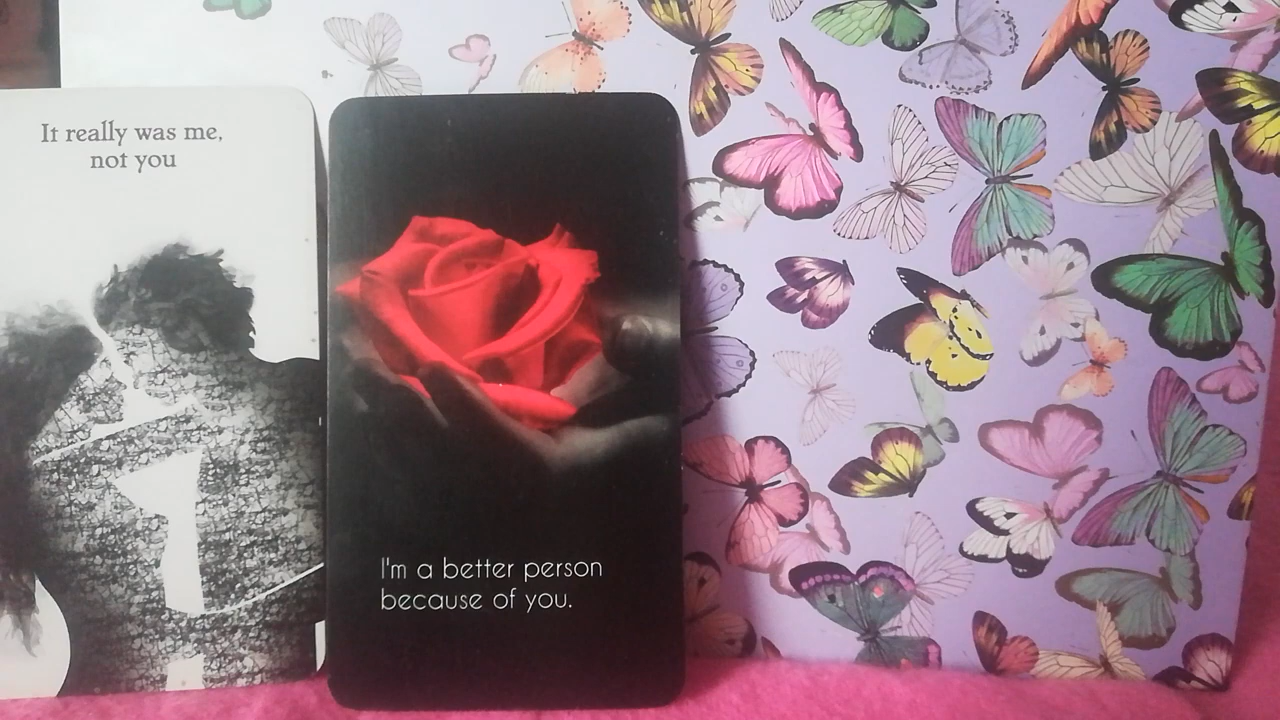 It really was me,
not you
I'm a better person
because of you.